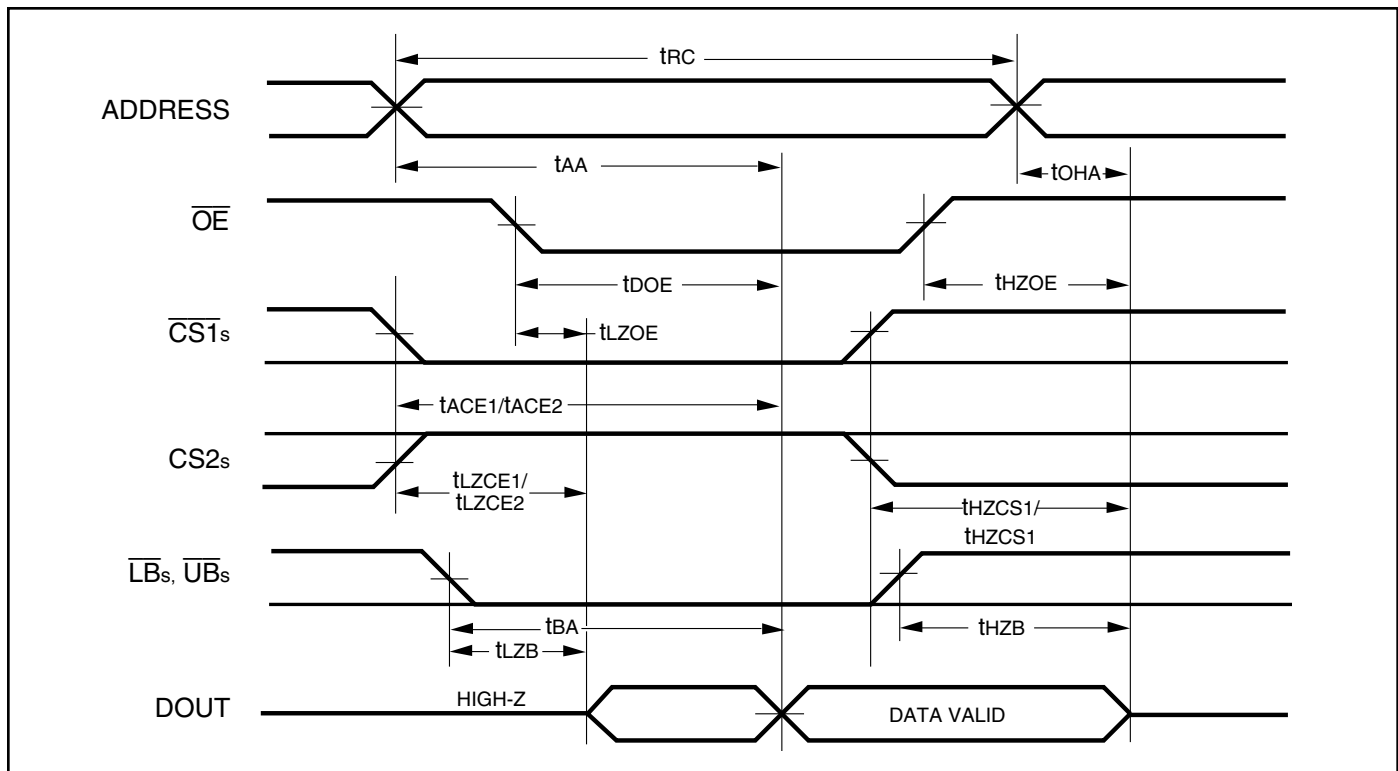 tRC
ADDRESS
tAA
tOHA
OE
tDOE
tHZOE
CS1s
tLZOE
tACE1/tACE2
CS2s
tLZCE1/
tLZCE2
tHZCS1/
tHZCS1
LBs, UBs
tBA
tHZB
tLZB
HIGH-Z
DOUT
DATA VALID